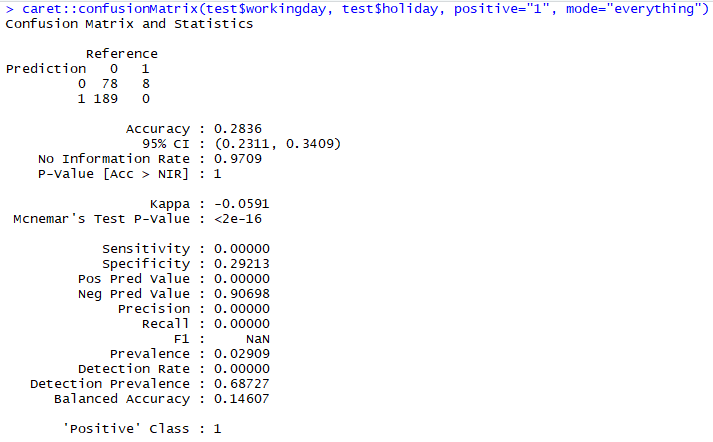 > caret::confusionMatrix(test$workingday, test$holiday, positive="1", mode="everything")
Confusion Matrix and Statistics

          Reference
Prediction   0   1
         0  78   8
         1 189   0

               Accuracy : 0.2836
                 95% CI : (0.2311, 0.3409)
    No Information Rate : 0.9709
    P-Value [Acc > NIR] : 1

                  Kappa : -0.0591
 Mcnemar's Test P-Value : <2e-16

            Sensitivity : 0.00000
            Specificity : 0.29213
         Pos Pred Value : 0.00000
         Neg Pred Value : 0.90698
              Precision : 0.00000
                 Recall : 0.00000
                     F1 :     NaN
             Prevalence : 0.02909
         Detection Rate : 0.00000
   Detection Prevalence : 0.68727
      Balanced Accuracy : 0.14607

       'Positive' Class : 1